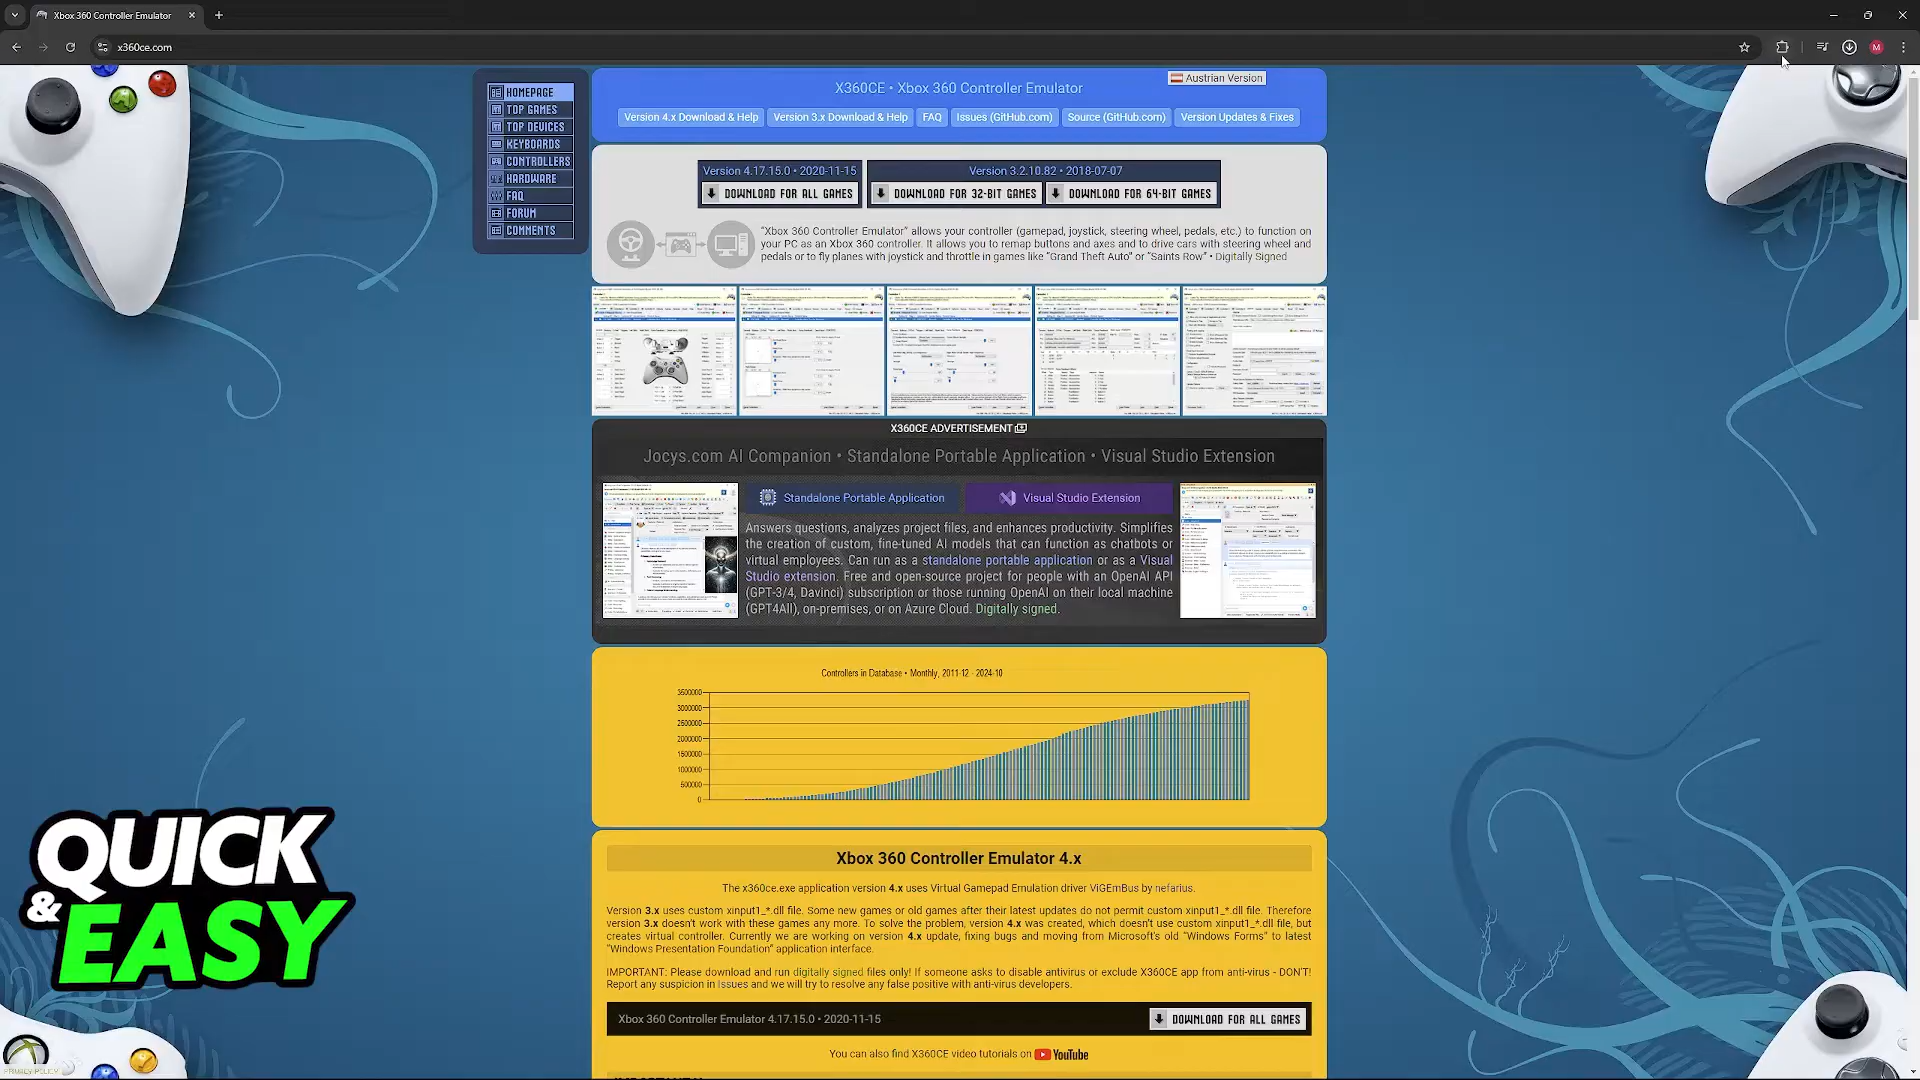 Xbox 360 Controller Emulator
x360ce.com
M
HOMEPAGE
TOP GAMES
TOP DEVICES
KEYBOARDS
CONTROLLERS
HARDWARE
FAQ
FORUM
COMMENTS
Austrian Version
X360CE • Xbox 360 Controller Emulator
Version 4.x Download & Help
Version 3.x Download & Help
FAQ
Issues (GitHub.com)
Source (GitHub.com)
Version Updates & Fixes
Version 4.17.15.0 • 2020-11-15
DOWNLOAD FOR ALL GAMES
Version 3.2.10.82 • 2018-07-07
DOWNLOAD FOR 32-BIT GAMES
DOWNLOAD FOR 64-BIT GAMES
"Xbox 360 Controller Emulator" allows your controller (gamepad, joystick, steering wheel, pedals, etc.) to function on
your PC as an Xbox 360 controller. It allows you to remap buttons and axes and to drive cars with steering wheel and
pedals or to fly planes with joystick and throttle in games like "Grand Theft Auto" or "Saints Row" • Digitally Signed
X360CE ADVERTISEMENT
Jocys.com AI Companion • Standalone Portable Application • Visual Studio Extension
Standalone Portable Application
Visual Studio Extension
Answers questions, analyzes project files, and enhances productivity. Simplifies
the creation of custom, fine-tuned AI models that can function as chatbots or
virtual employees. Can run as a standalone portable application or as a Visual
Studio extension. Free and open-source project for people with an OpenAI API
(GPT-3/4, Davinci) subscription or those running OpenAI on their local machine
(GPT4All), on-premises, or on Azure Cloud. Digitally signed.
Controllers in Database • Monthly, 2011-12 - 2024-10
3500000
3000000
2500000
2000000
1500000
1000000
500000
0
Xbox 360 Controller Emulator 4.x
The x360ce.exe application version 4.x uses Virtual Gamepad Emulation driver ViGEmBus by nefarius.
Version 3.x uses custom xinput1_*.dll file. Some new games or old games after their latest updates do not permit custom xinput1_*.dll file. Therefore
version 3.x doesn't work with these games any more. To solve the problem, version 4.x was created, which doesn't use custom xinput1_*.dll file, but
creates virtual controller. Currently we are working on version 4.x update, fixing bugs and moving from Microsoft's old "Windows Forms" to latest
"Windows Presentation Foundation" application interface.
IMPORTANT: Please download and run digitally signed files only! If someone asks to disable antivirus or exclude X360CE app from anti-virus - DON'T!
Report any suspicion in Issues and we will try to resolve any false positive with anti-virus developers.
Xbox 360 Controller Emulator 4.17.15.0 • 2020-11-15
DOWNLOAD FOR ALL GAMES
You can also find X360CE video tutorials on YouTube
QUICK
& EASY
PRIVACY POLICY